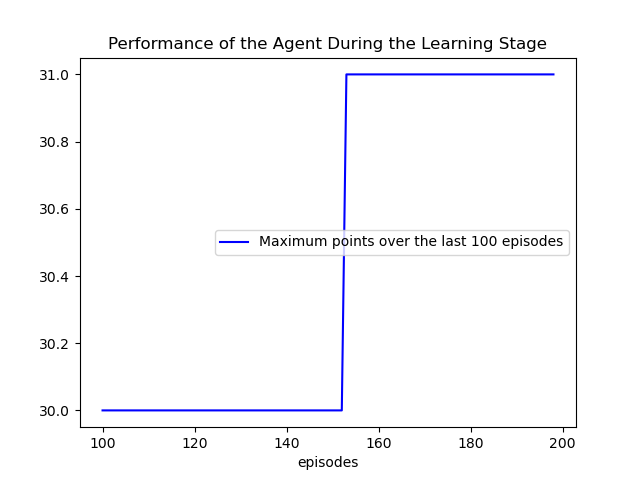 Performance of the Agent During the Learning Stage
31.0
30.8
30.6
Maximum points over the last 100 episodes
30.4
30.2
30.0
100 120 140 160 180 200
episodes